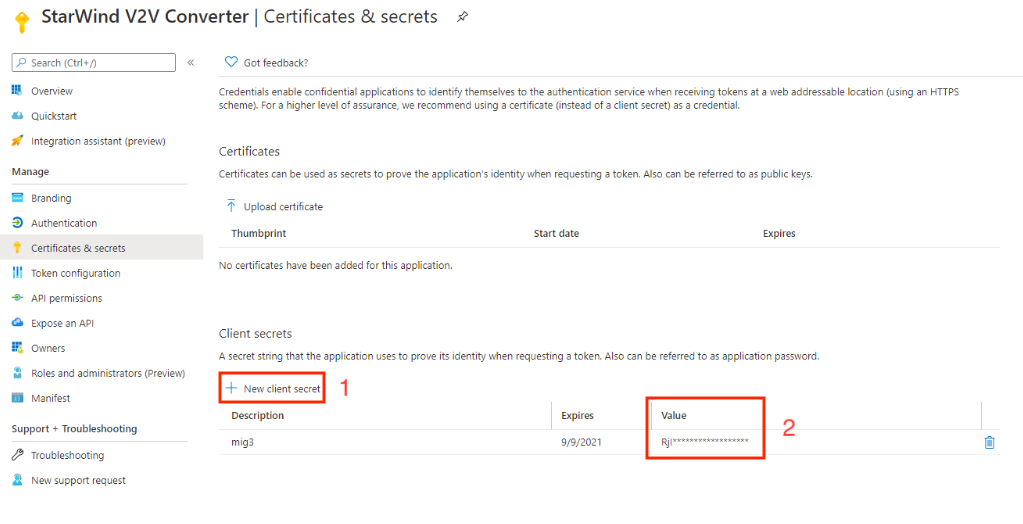 StarWind V2V Converter | Certificates & secrets
Search (Ctrl+/)
«
Overview
Quickstart
Integration assistant (preview)
Manage
Branding
Authentication
Certificates & secrets
Token configuration
API permissions
Expose an API
Owners
Roles and administrators (Preview)
Manifest
Support + Troubleshooting
Troubleshooting
New support request
Got feedback?
Credentials enable confidential applications to identify themselves to the authentication service when receiving tokens at a web addressable location (using an HTTPS
scheme). For a higher level of assurance, we recommend using a certificate (instead of a client secret) as a credential.
Certificates
Certificates can be used as secrets to prove the application's identity when requesting a token. Also can be referred to as public keys.
Upload certificate
Thumbprint Start date Expires
No certificates have been added for this application.
Client secrets
A secret string that the application uses to prove its identity when requesting a token. Also can be referred to as application password.
New client secret 1
Description Expires Value
mig3 9/9/2021 Rjl****************** 2